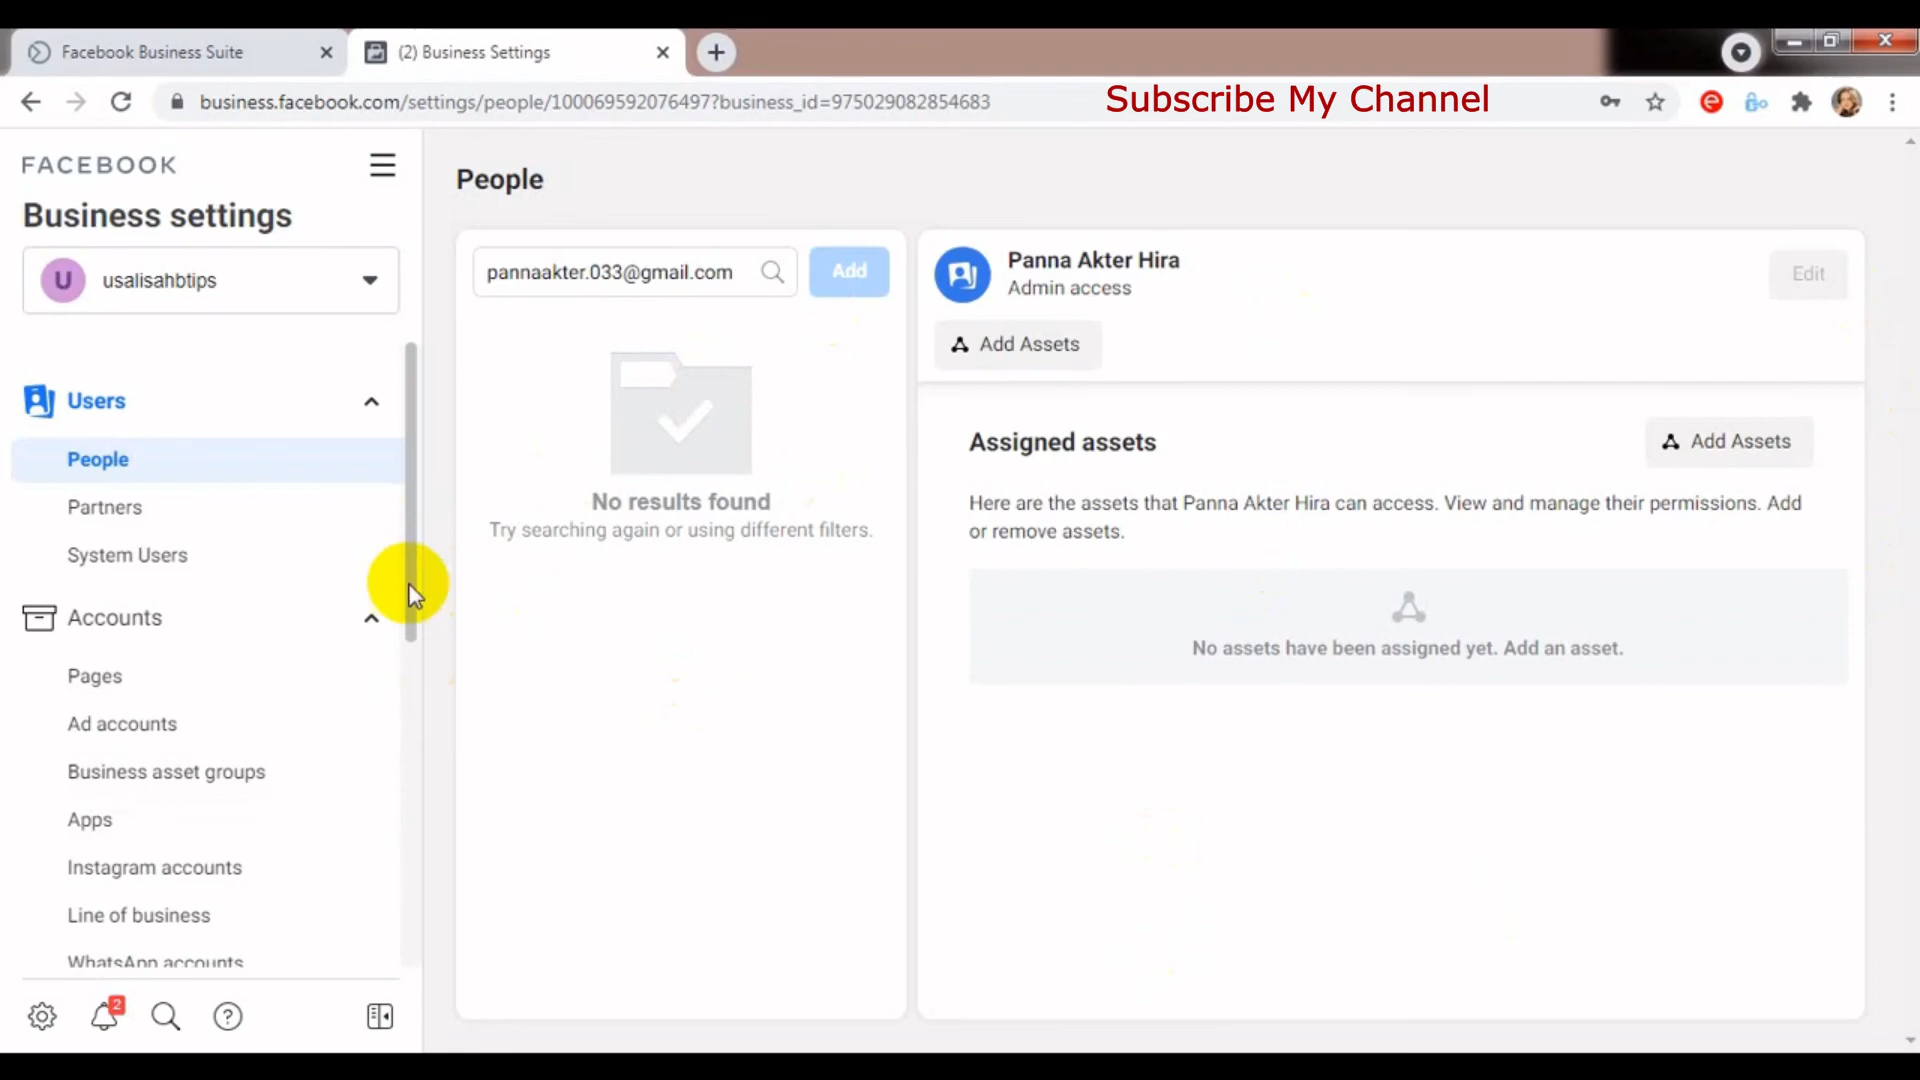 Facebook Business Suite
(2) Business Settings
business.facebook.com/settings/people/100069592076497?business_id=975029082854683
Subscribe My Channel
FACEBOOK
Business settings
U
usalisahbtips
Users
People
Partners
System Users
Accounts
Pages
Ad accounts
Business asset groups
Apps
Instagram accounts
Line of business
WhatsApp accounts
2
People
pannaakter.033@gmail.com
Add
No results found
Try searching again or using different filters.
Panna Akter Hira
Admin access
Edit
Add Assets
Assigned assets
Add Assets
Here are the assets that Panna Akter Hira can access. View and manage their permissions. Add
or remove assets.
No assets have been assigned yet. Add an asset.